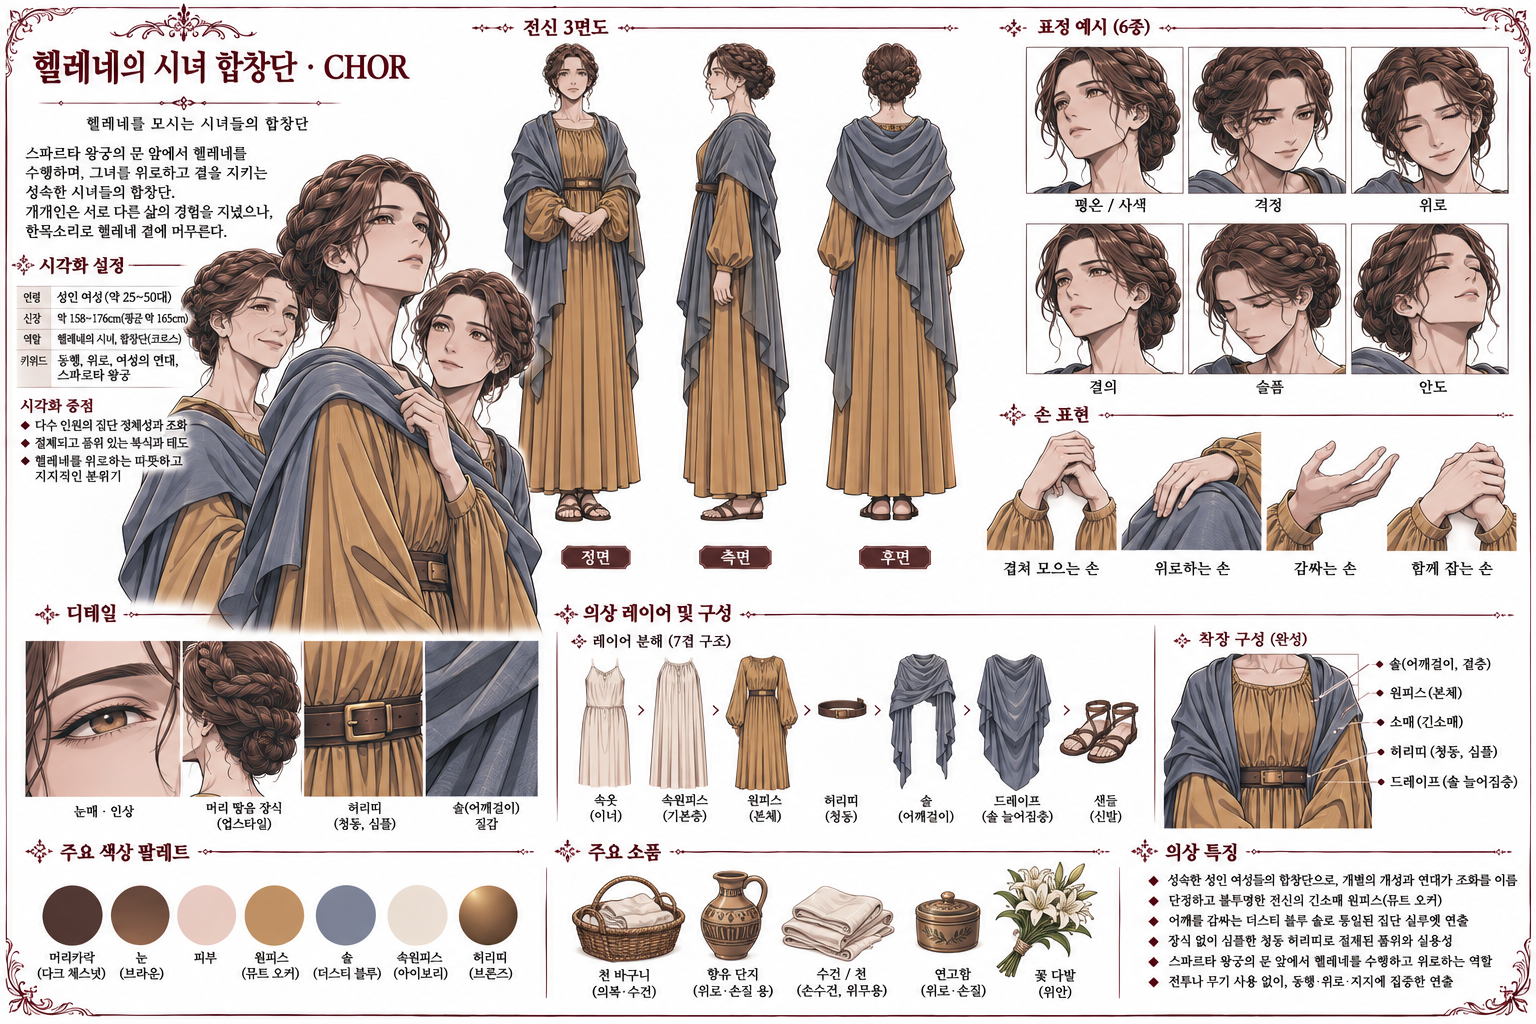 헬레네의 시녀 합창단 · CHOR
헬레네를 모시는 시녀들의 합창단
스파르타 왕궁의 문 앞에서 헬레네를
수행하며, 그녀를 위로하고 곁을 지키는
성숙한 시녀들의 합창단.
개개인은 서로 다른 삶의 경험을 지녔으나,
한목소리로 헬레네 곁에 머무른다.
시각화 설정
연령 성인 여성 (약 25~50대)
신장 약 158~176cm(평균 약 165cm)
역할 헬레네의 시녀, 합창단(코로스)
키워드 동행, 위로, 여성의 연대,
스파로타 왕궁
시각화 중점
◆ 다수 인원의 집단 정체성과 조화
◆ 절제되고 품위 있는 복식과 태도
◆ 헬레네를 위로하는 따뜻하고
지지적인 분위기
전신 3면도
정면
측면
후면
표정 예시 (6종)
평온 / 사색
걱정
위로
결의
슬픔
안도
손 표현
겹쳐 모으는 손
위로하는 손
감싸는 손
함께 잡는 손
디테일
눈매 · 인상
머리 땋음 장식
(업스타일)
허리띠
(청동, 심플)
숄(어깨걸이)
질감
의상 레이어 및 구성
레이어 분해 (7겹 구조)
속옷
(이너)
속원피스
(기본층)
원피스
(본체)
허리띠
(청동)
숄
(어깨걸이)
드레이프
(숄 늘어짐층)
샌들
(신발)
착장 구성 (완성)
숄(어깨걸이, 겉층)
원피스(본체)
소매 (긴소매)
허리띠 (청동, 심플)
드레이프(숄 늘어짐층)
주요 색상 팔레트
머리카락
(다크 체스넛)
눈
(브라운)
피부
원피스
(뮤트 오커)
숄
(더스티 블루)
속원피스
(아이보리)
허리띠
(브론즈)
주요 소품
천 바구니
(의복·수건)
향유 단지
(위로·손질 용)
수건 / 천
(손수건, 위무용)
연고함
(위로·손질)
꽃 다발
(위안)
의상 특징
◆ 성숙한 성인 여성들의 합창단으로, 개별의 개성과 연대가 조화를 이룸
◆ 단정하고 불투명한 전신의 긴소매 원피스(뮤트 오커)
◆ 어깨를 감싸는 더스티 블루 숄로 통일된 집단 실루엣 연출
◆ 장식 없이 심플한 청동 허리띠로 절제된 품위와 실용성
◆ 스파르타 왕궁의 문 앞에서 헬레네를 수행하고 위로하는 역할
◆ 전투나 무기 사용 없이, 동행·위로·지지에 집중한 연출